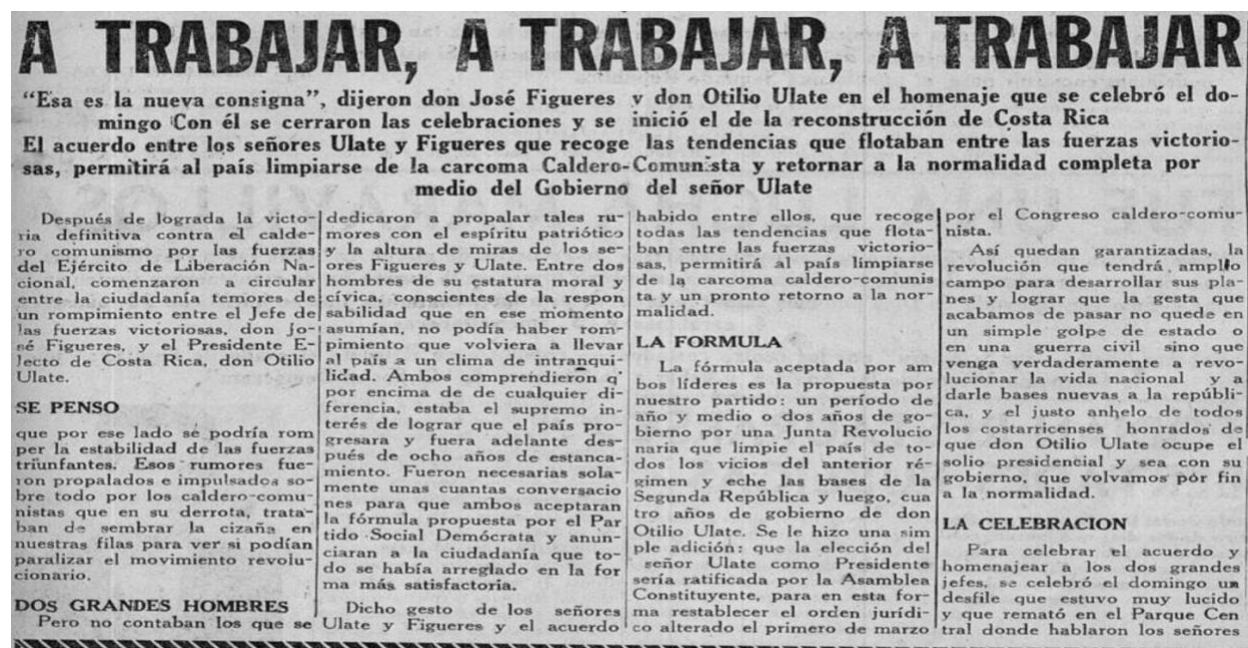 A TRABAJAR, A TRABAJAR, A TRABAJAR
"Esa es la nueva consigna", dijeron don José Figueres y don Otilio Ulate en el homenaje que se celebró el do-
mingo Con él se cerraron las celebraciones y se inició el de la reconstrucción de Costa Rica
El acuerdo entre los señores Ulate y Figueres que recoge las tendencias que flotaban entre las fuerzas victorio-
sas, permitirá al país limpiarse de la carcoma Caldero-Comunista y retornar a la normalidad completa por
medio del Gobierno del señor Ulate
Después de lograda la victo-
ria definitiva contra el calde-
ro comunismo por las fuerzas
del Ejército de Liberación Na-
cional, comenzaron a circular
entre la ciudadanía temores de
un rompimiento entre el Jefe de
las fuerzas victoriosas, don Jo-
sé Figueres, y el Presidente E-
lecto de Costa Rica, don Otilio
Ulate.
SE PENSO
que por ese lado se podría rom
per la estabilidad de las fuerzas
triunfantes. Esos rumores fue-
ron propalados e impulsados so-
bre todo por los caldero-comu-
nistas que en su derrota, trata-
ban de sembrar la cizaña en
nuestras filas para ver si podían
paralizar el movimiento revolu-
cionario.
DOS GRANDES HOMBRES
Pero no contaban los que se
dedicaron a propalar tales ru-
mores con el espíritu patriótico
y la altura de miras de los se-
ores Figueres y Ulate. Entre dos
hombres de su estatura moral y
cívica, conscientes de la respon
sabilidad que en ese momento
asumían, no podía haber rom-
pimiento que volviera a llevar
al país a un clima de intranqui-
lidad. Ambos comprendieron q'
por encima de de cualquier di-
ferencia, estaba el supremo in-
terés de lograr que el país pro-
gresara y fuera adelante des-
pués de ocho años de estanca-
miento. Fueron necesarias sola-
mente unas cuantas conversacio
nes para que ambos aceptaran
la fórmula propuesta por el Par
tido Social Demócrata y anun-
ciaran a la ciudadanía que to-
do se había arreglado en la for
ma más satisfactoria.
Dicho gesto de los señores
Ulate y Figueres y el acuerdo
habido entre ellos, que recoge
todas las tendencias que flota-
ban entre las fuerzas victorio-
sas, permitirá al país limpiarse
de la carcoma caldero-comunis
ta y un pronto retorno a la nor-
malidad.
LA FORMULA
La fórmula aceptada por am
bos líderes es la propuesta por
nuestro partido: un período de
año y medio o dos años de go-
bierno por una Junta Revolucio
naria que limpie el país de to-
dos los vicios del anterior ré-
gimen y eche las bases de la
Segunda República y luego, cua
tro años de gobierno de don
Otilio Ulate. Se le hizo una sim
ple adición: que la elección del
señor Ulate como Presidente
sería ratificada por la Asamblea
Constituyente, para en esta for-
ma restablecer el orden jurídi-
co alterado el primero de marzo
por el Congreso caldero-comu-
nista.
Así quedan garantizadas, la
revolución que tendrá amplio
campo para desarrollar sus pla-
nes y lograr que la gesta que
acabamos de pasar no quede en
un simple golpe de estado o
en una guerra civil sino que
venga verdaderamente a revo-
lucionar la vida nacional y a
darle bases nuevas a la repúbli-
ca, y el justo anhelo de todos
los costarricenses honrados de
que don Otilio Ulate ocupe el
solio presidencial y sea con su
gobierno, que volvamos por fin
a la normalidad.
LA CELEBRACION
Para celebrar el acuerdo y
homenajear a los dos grandes
jefes, se celebró el domingo un
desfile que estuvo muy lucido
y que remató en el Parque Cen
tral donde hablaron los señores